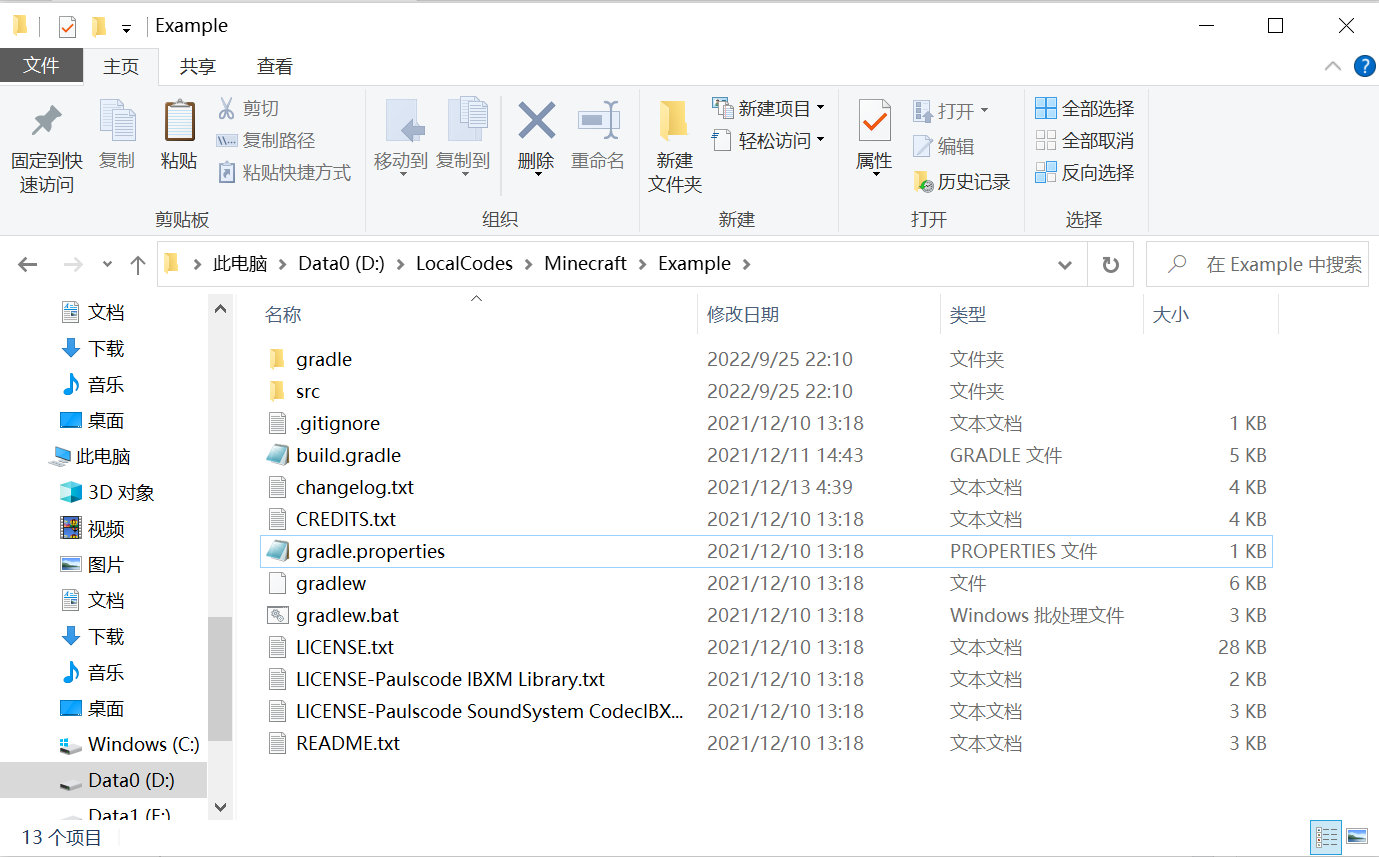 Example
文件 主页 共享 查看
固定到快速访问
复制
粘贴
剪切
复制路径
粘贴快捷方式
剪贴板
移动到
复制到
删除
重命名
组织
新建文件夹
新建项目
轻松访问
新建
属性
打开
编辑
历史记录
打开
全部选择
全部取消
反向选择
选择
此电脑 Data0 (D:) LocalCodes Minecraft Example
在 Example 中搜索
文档
下载
音乐
桌面
此电脑
3D 对象
视频
图片
文档
下载
音乐
桌面
Windows (C:)
Data0 (D:)
Data1 (E:)
名称 修改日期 类型 大小
gradle 2022/9/25 22:10 文件夹
src 2022/9/25 22:10 文件夹
.gitignore 2021/12/10 13:18 文本文档 1 KB
build.gradle 2021/12/11 14:43 GRADLE 文件 5 KB
changelog.txt 2021/12/13 4:39 文本文档 4 KB
CREDITS.txt 2021/12/10 13:18 文本文档 4 KB
gradle.properties 2021/12/10 13:18 PROPERTIES 文件 1 KB
gradlew 2021/12/10 13:18 文件 6 KB
gradlew.bat 2021/12/10 13:18 Windows 批处理文件 3 KB
LICENSE.txt 2021/12/10 13:18 文本文档 28 KB
LICENSE-Paulscode IBXM Library.txt 2021/12/10 13:18 文本文档 2 KB
LICENSE-Paulscode SoundSystem CodecIBX... 2021/12/10 13:18 文本文档 3 KB
README.txt 2021/12/10 13:18 文本文档 3 KB
13 个项目